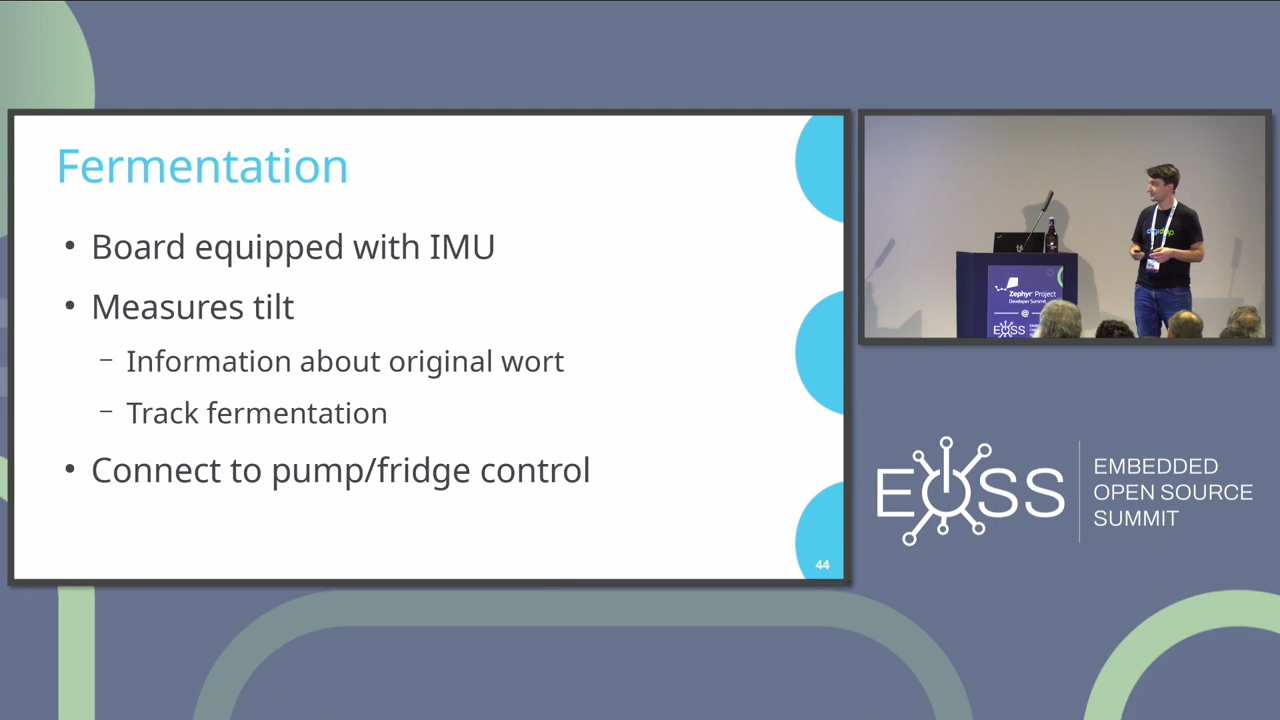 Fermentation
• Board equipped with IMU
• Measures tilt
– Information about original wort
– Track fermentation
• Connect to pump/fridge control
44
Zephyr® Project
Developer Summit
@
EOSS
EOSS
EMBEDDED
OPEN SOURCE
SUMMIT